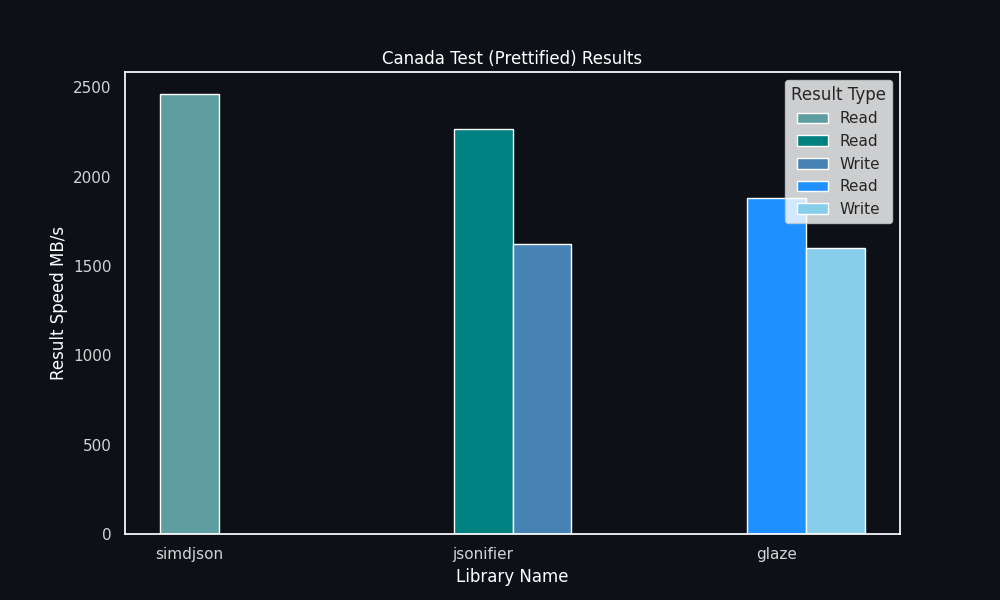 Canada Test (Prettified) Results
Result Type
Read
Read
Write
Read
Write
Result Speed MB/s
2500
2000
1500
1000
500
0
simdjson
jsonifier
glaze
Library Name